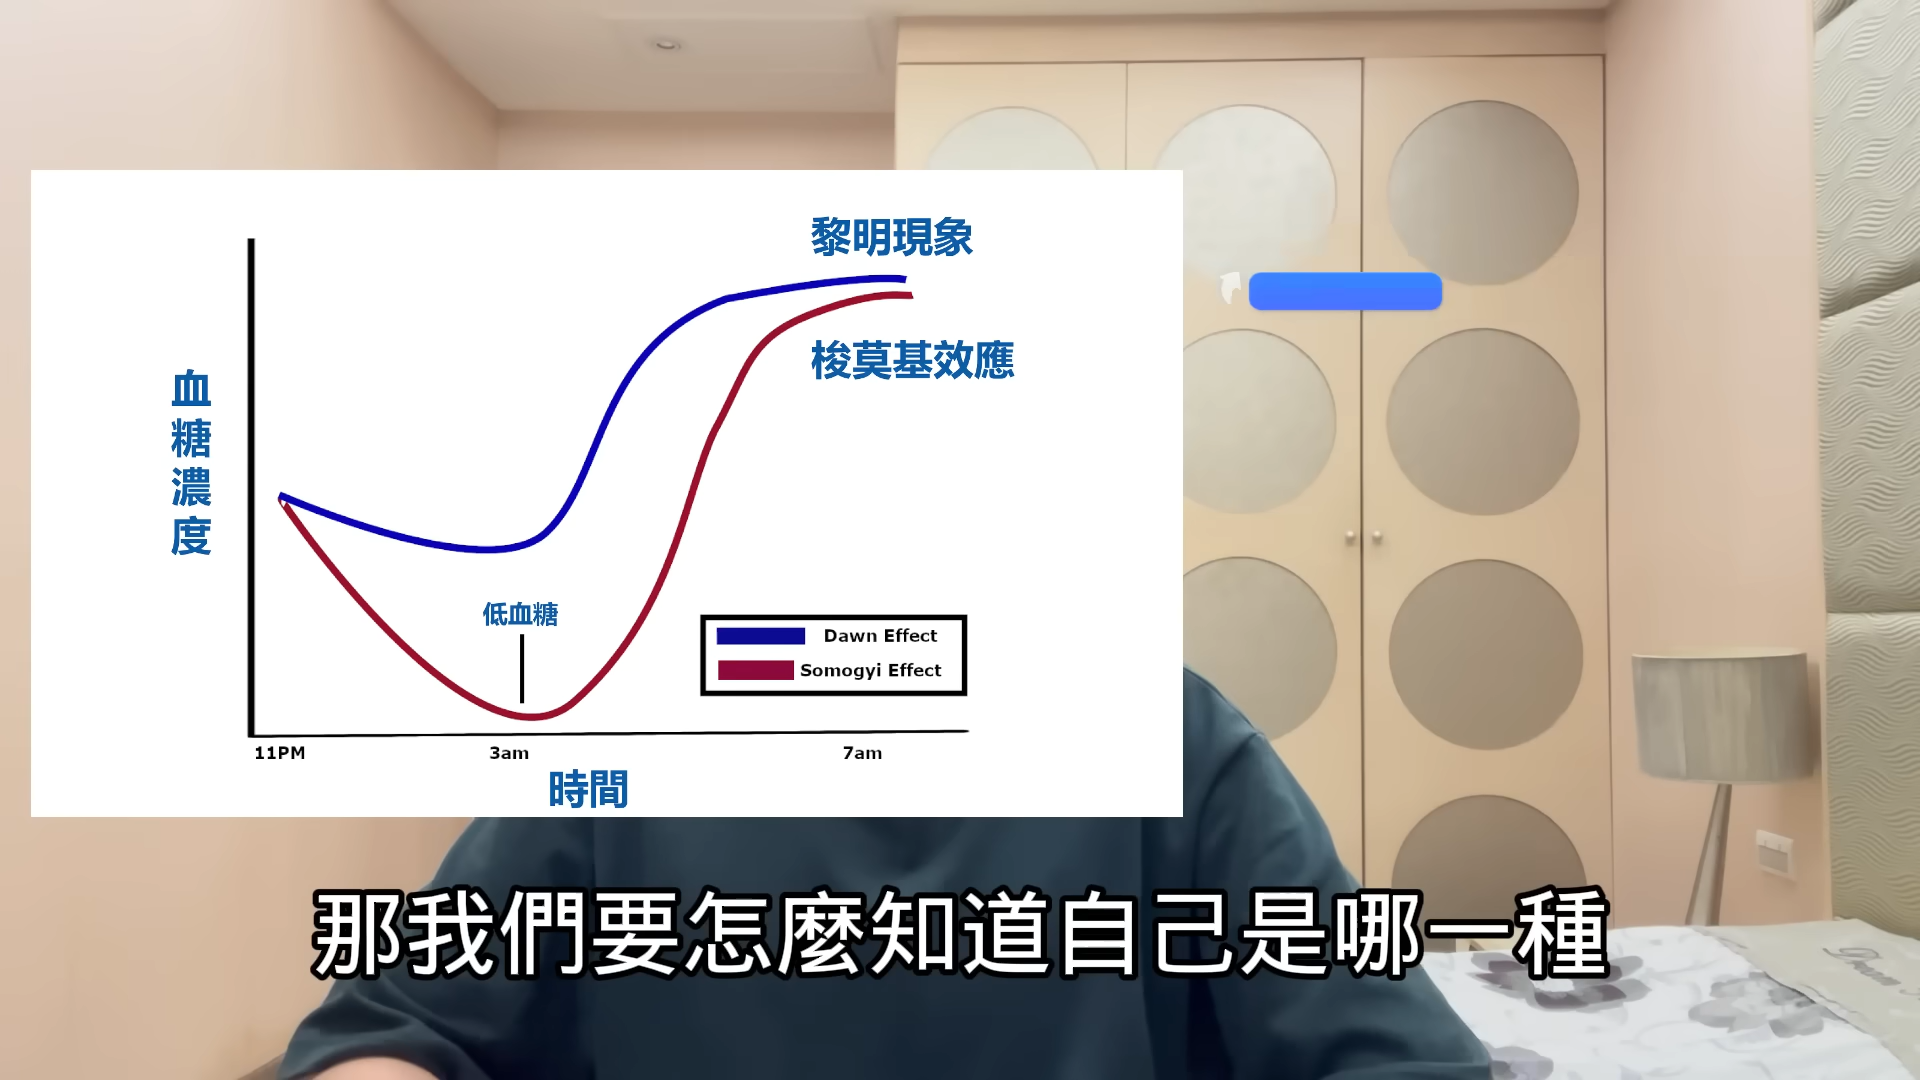 黎明現象
梭莫基效應
血糖濃度
低血糖
Dawn Effect
Somogyi Effect
11PM
3am
7am
時間
那我們要怎麼知道自己是哪一種